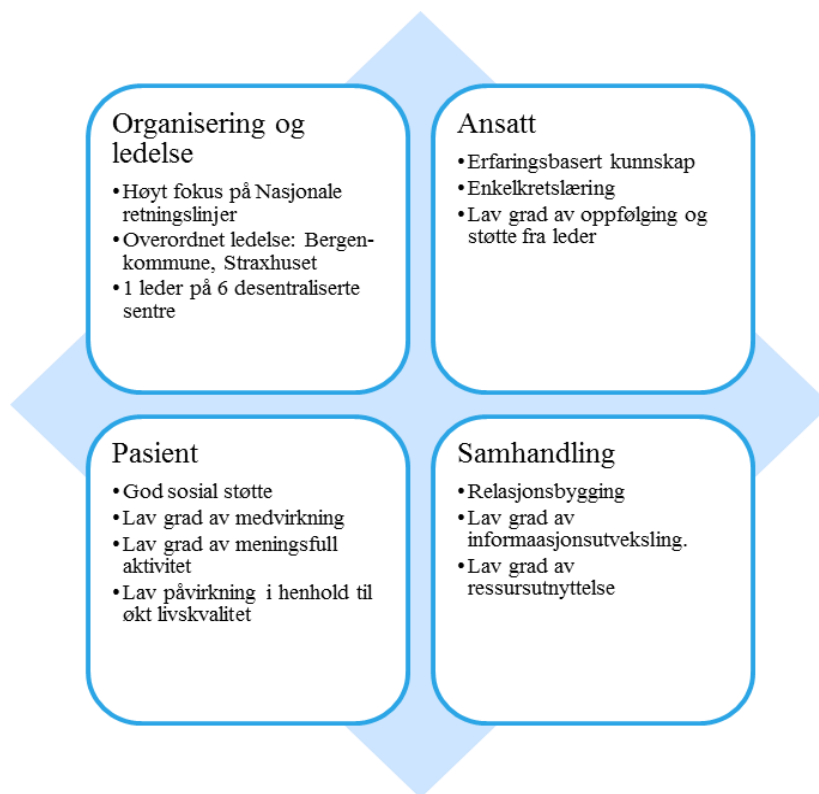 Organisering og
ledelse
•Høyt fokus på Nasjonale
retningslinjer
•Overordnet ledelse: Bergen-
kommune, Straxhuset
•1 leder på 6 desentraliserte
sentre
Ansatt
•Erfaringsbasert kunnskap
•Enkelkretslæring
•Lav grad av oppfølging og
støtte fra leder
Pasient
•God sosial støtte
•Lav grad av medvirkning
•Lav grad av meningsfull
aktivitet
•Lav påvirkning i henhold til
økt livskvalitet
Samhandling
•Relasjonsbygging
•Lav grad av
informaasjonsutveksling.
•Lav grad av
ressursutnyttelse